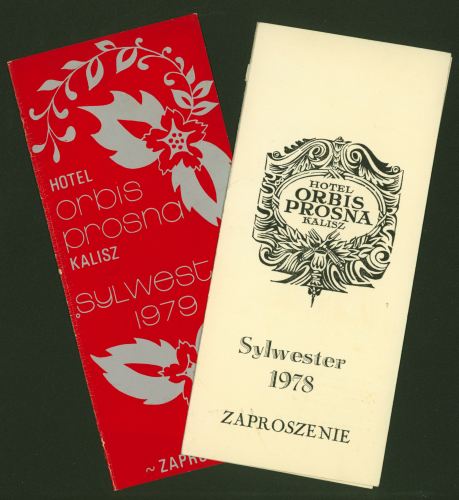 HOTEL
orbis
prosna
KALISZ
sylwest
1979
~ZAPRO
HOTEL
ORBIS
PROSNA
KALISZ
Sylwester
1978
ZAPROSZENIE